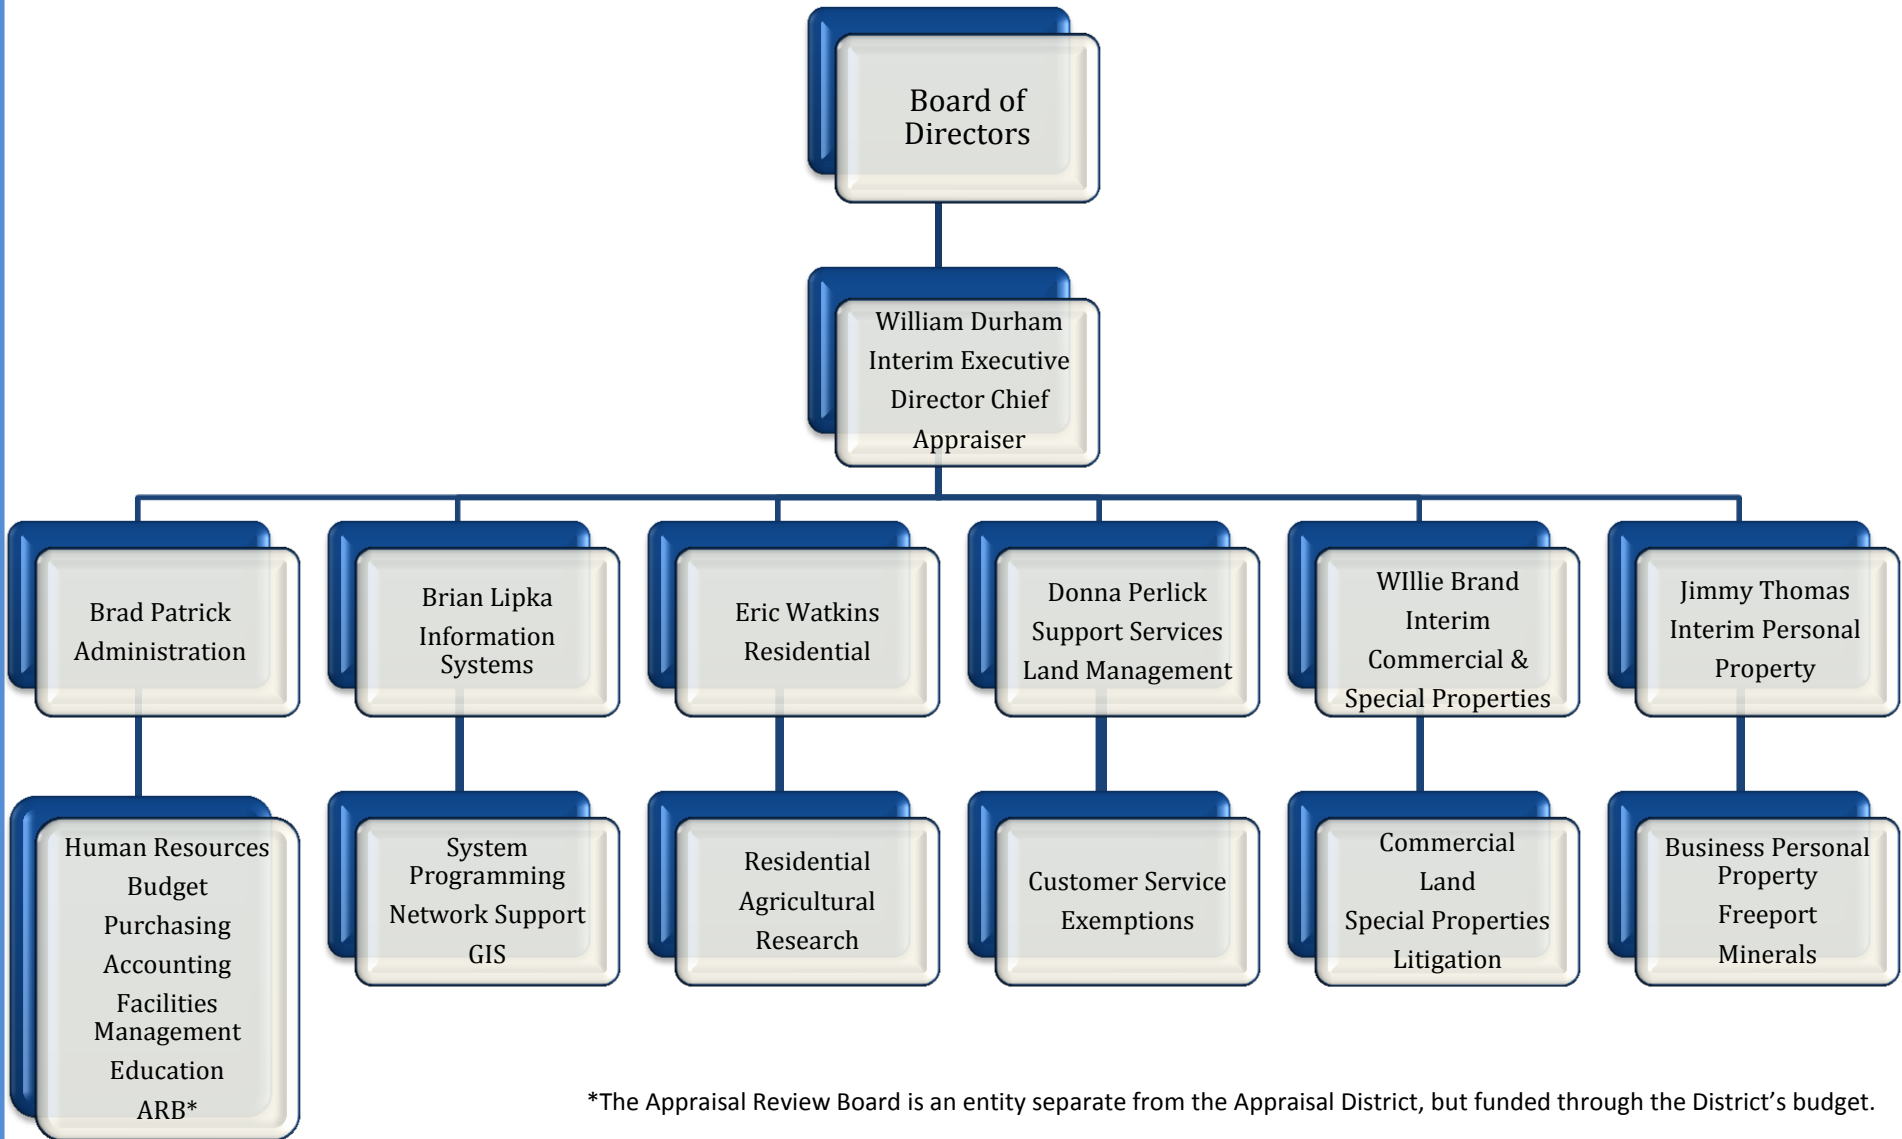 Board of
Directors
William Durham
Interim Executive
Director Chief
Appraiser
Brad Patrick
Administration
Brian Lipka
Information
Systems
Eric Watkins
Residential
Donna Perlick
Support Services
Land Management
WIllie Brand
Interim
Commercial &
Special Properties
Jimmy Thomas
Interim Personal
Property
Human Resources
Budget
Purchasing
Accounting
Facilities
Management
Education
ARB*
System
Programming
Network Support
GIS
Residential
Agricultural
Research
Customer Service
Exemptions
Commercial
Land
Special Properties
Litigation
Business Personal
Property
Freeport
Minerals
*The Appraisal Review Board is an entity separate from the Appraisal District, but funded through the District’s budget.